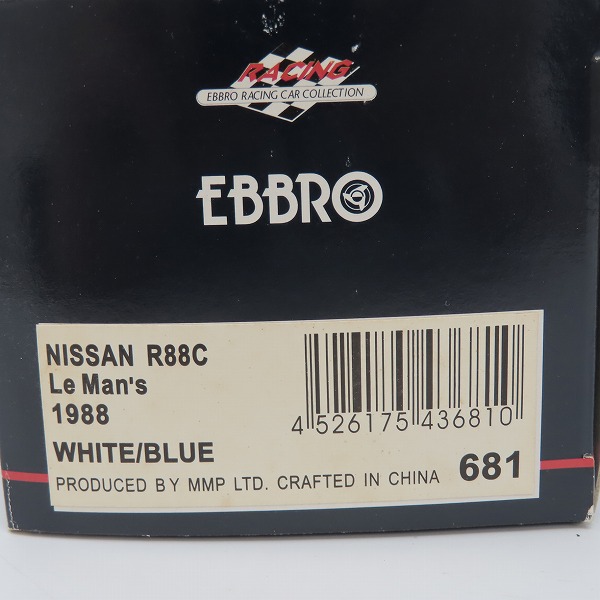 RACING
EBBRO RACING CAR COLLECTION
EBBRO
NISSAN R88C
Le Man's
1988
4 526175 436810
WHITE/BLUE
PRODUCED BY MMP LTD. CRAFTED IN CHINA 681